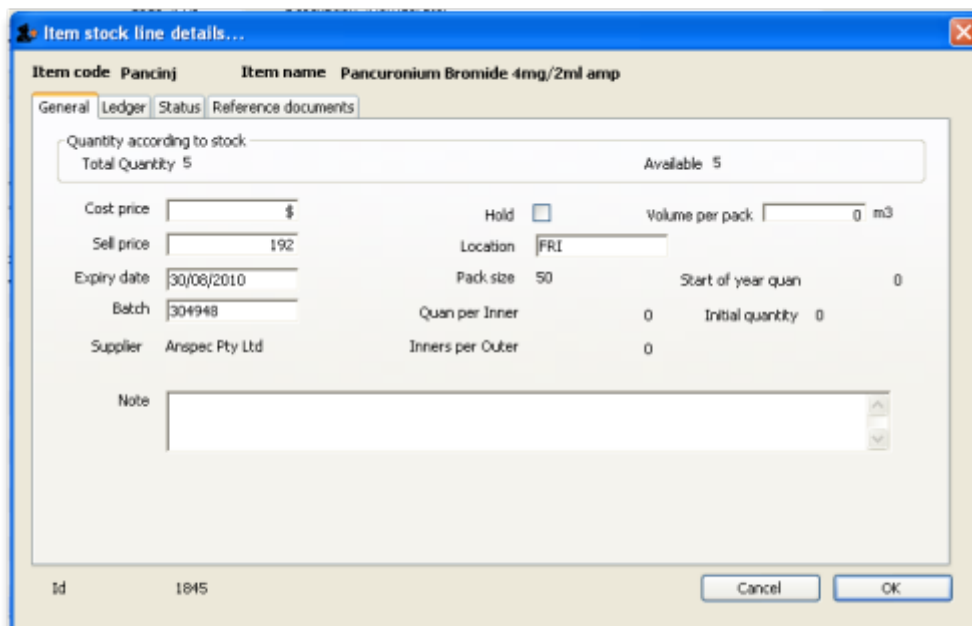 Item stock line details...
Item code Pancinj Item name Pancuronium Bromide 4mg/2ml amp
General Ledger Status Reference documents
Quantity according to stock
Total Quantity 5 Available 5
Cost price $ Hold Volume per pack 0 m3
Sell price 192 Location FRI
Expiry date 30/08/2010 Pack size 50 Start of year quan 0
Batch 304948 Quan per Inner 0 Initial quantity 0
Supplier Anspec Pty Ltd Inners per Outer 0
Note
Id 1845 Cancel OK